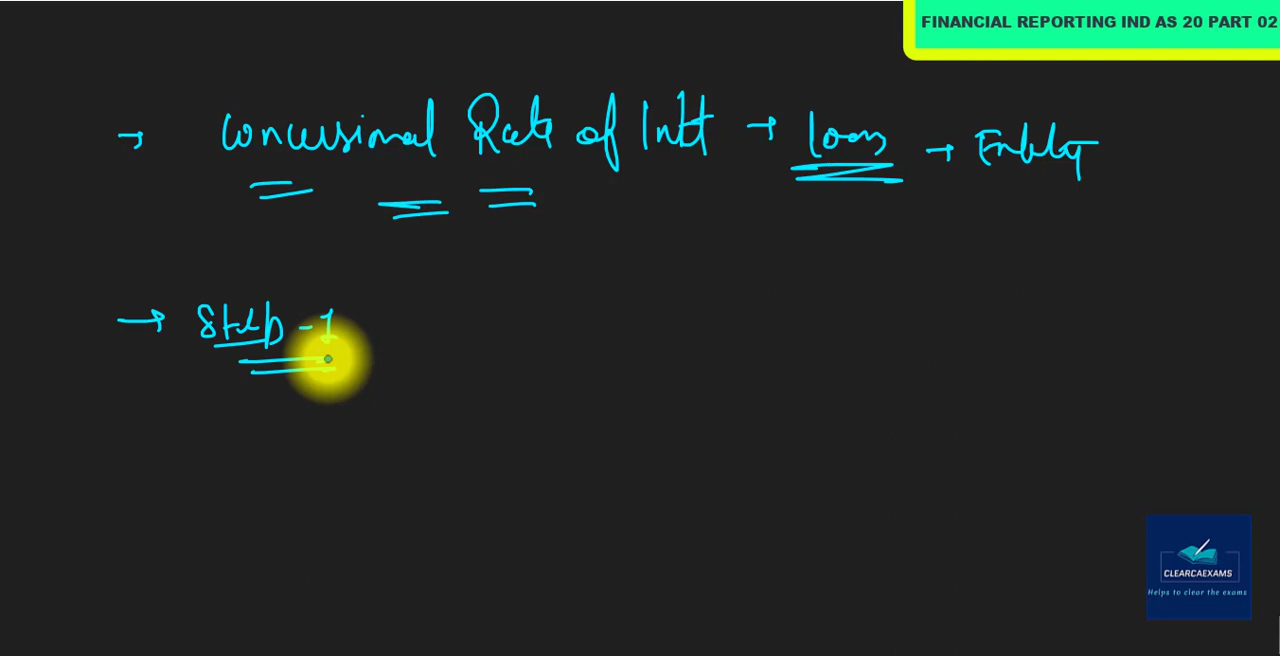 FINANCIAL REPORTING IND AS 20 PART 02
→ Concessional Rate of Intt → Loan → Entity
→ Step - 1
CLEARCAEXAMS
Helps to clear the exams